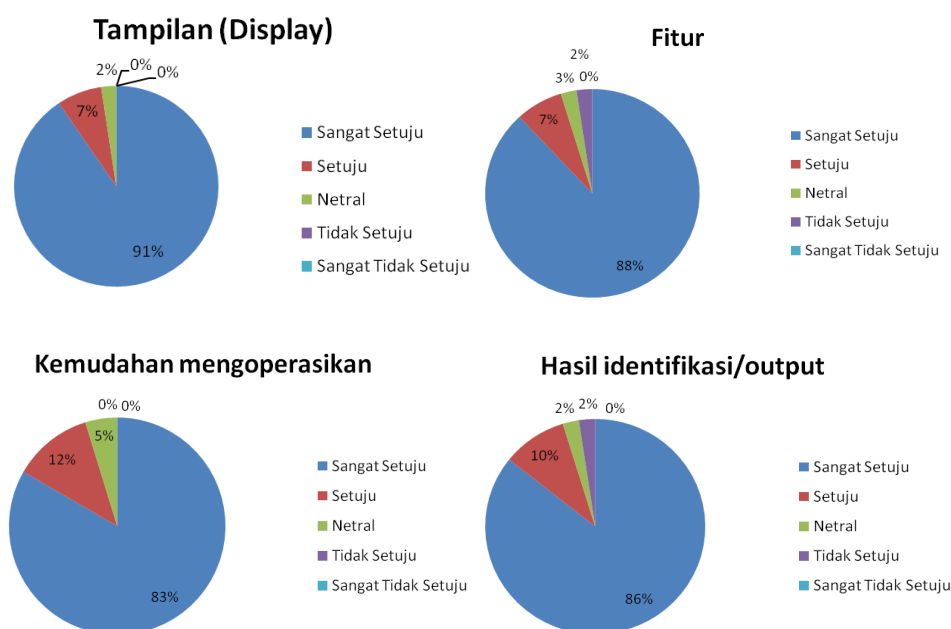 Tampilan (Display)
2%
0%
0%
7%
91%
Sangat Setuju
Setuju
Netral
Tidak Setuju
Sangat Tidak Setuju
Fitur
2%
3%
0%
7%
88%
Sangat Setuju
Setuju
Netral
Tidak Setuju
Sangat Tidak Setuju
Kemudahan mengoperasikan
0%
0%
5%
12%
83%
Sangat Setuju
Setuju
Netral
Tidak Setuju
Sangat Tidak Setuju
Hasil identifikasi/output
2%
2%
0%
10%
86%
Sangat Setuju
Setuju
Netral
Tidak Setuju
Sangat Tidak Setuju